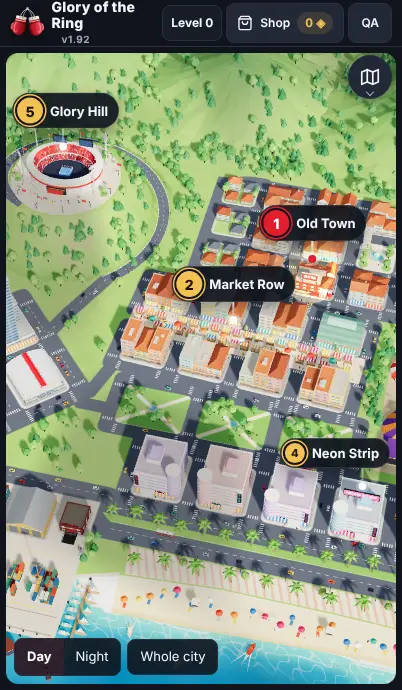 Glory of the
Ring
v1.92
Level 0
Shop
0
QA
5
Glory Hill
1
Old Town
2
Market Row
4
Neon Strip
Day
Night
Whole city